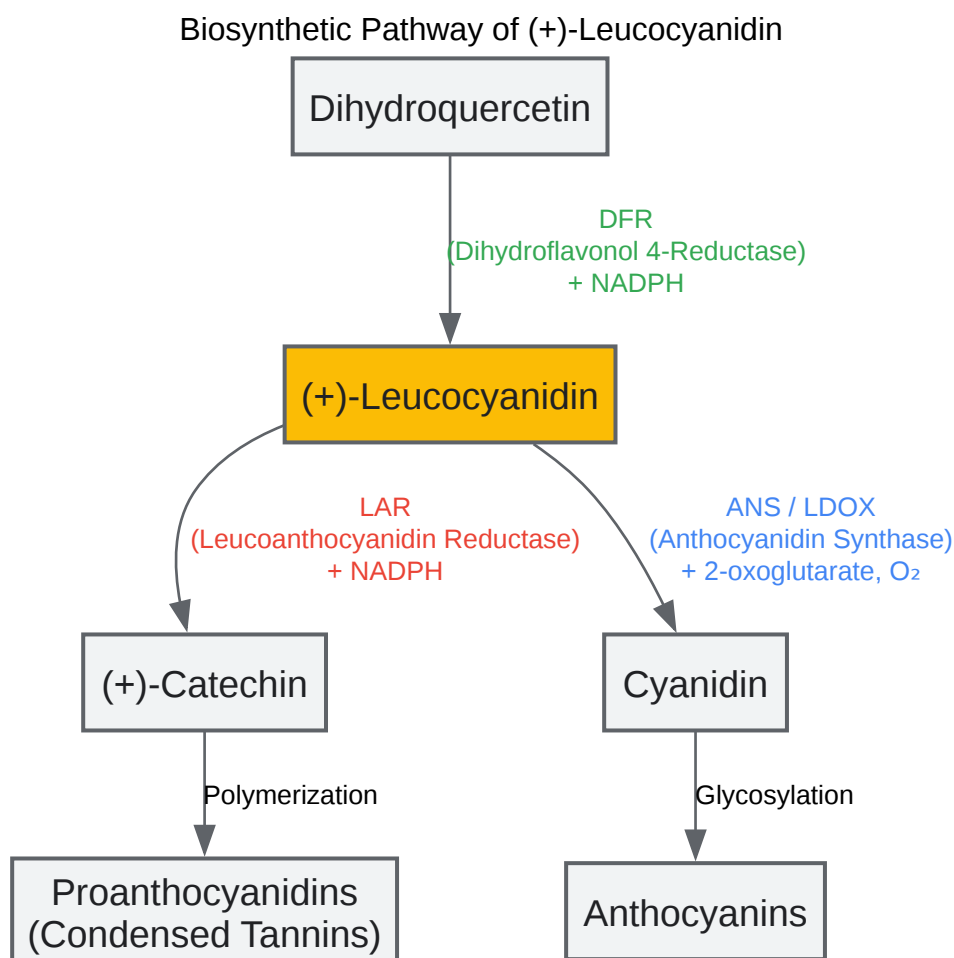 Biosynthetic Pathway of (+)-Leucocyanidin
Dihydroquercetin
DFR
(Dihydroflavonol 4-Reductase)
+ NADPH
(+)-Leucocyanidin
LAR
(Leucoanthocyanidin Reductase)
+ NADPH
ANS / LDOX
(Anthocyanidin Synthase)
+ 2-oxoglutarate, O₂
(+)-Catechin
Cyanidin
Polymerization
Glycosylation
Proanthocyanidins
(Condensed Tannins)
Anthocyanins